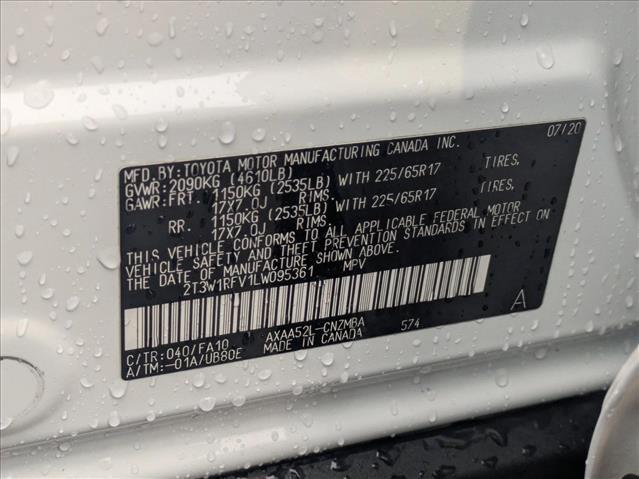 MFD.BY:TOYOTA MOTOR MANUFACTURING CANADA INC. 07/20
GVWR:2090KG (4610LB)
GAWR:FRT. 1150KG (2535LB) WITH 225/65R17 TIRES,
17X7.0J RIMS.
RR. 1150KG (2535LB) WITH 225/65R17 TIRES,
17X7.0J RIMS.
THIS VEHICLE CONFORMS TO ALL APPLICABLE FEDERAL MOTOR
VEHICLE SAFETY AND THEFT PREVENTION STANDARDS IN EFFECT ON
THE DATE OF MANUFACTURE SHOWN ABOVE.
2T3W1RFV1LW095361 MPV
A
C/TR:040/FA10 AXAA52L-CNZMBA 574
A/TM:-01A/UB80E MADE IN CANADA